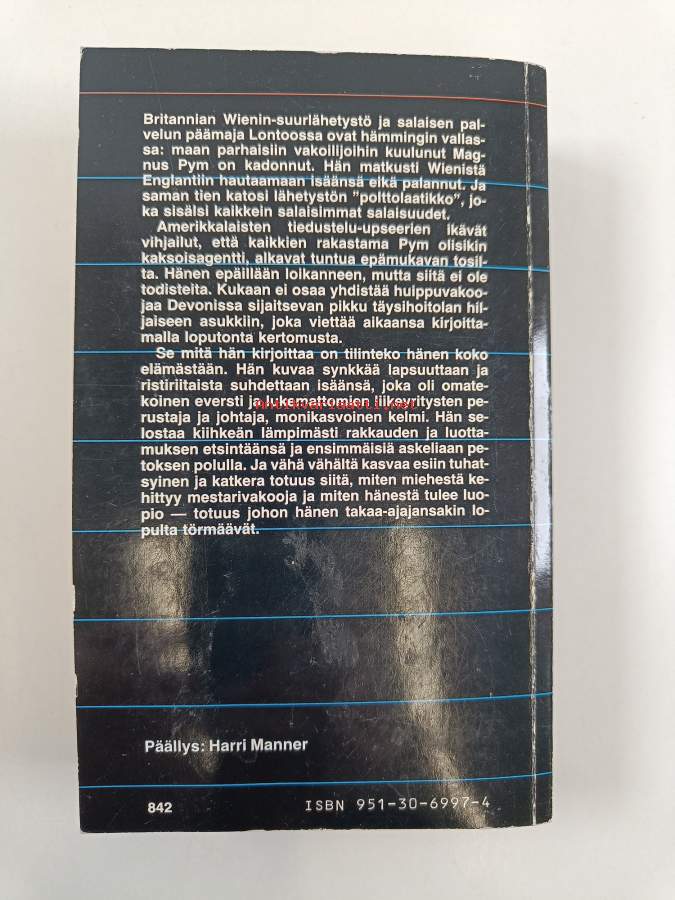 Britannian Wienin-suurlähetystö ja salaisen pal-
velun päämaja Lontoossa ovat hämmingin vallas-
sa: maan parhaisiin vakoilijoihin kuulunut Mag-
nus Pym on kadonnut. Hän matkusti Wienistä
Englantiin hautaamaan isäänsä eikä palannut. Ja
saman tien katosi lähetystön "polttolaatikko", jo-
ka sisälsi kaikkein salaisimmat salaisuudet.
Amerikkalaisten tiedustelu-upseerien ikävät
vihjailut, että kaikkien rakastama Pym olisikin
kaksoisagentti, alkavat tuntua epämukavan tosil-
ta. Hänen epäillään loikanneen, mutta siitä ei ole
todisteita. Kukaan ei osaa yhdistää huippuvakoo-
jaa Devonissa sijaitsevan pikku täysihoitolan hil-
jaiseen asukkiin, joka viettää aikaansa kirjoitta-
malla loputonta kertomusta.
Se mitä hän kirjoittaa on tilinteko hänen koko
elämästään. Hän kuvaa synkkää lapsuuttaan ja
ristiriitaista suhdettaan isäänsä, joka oli omate-
koinen eversti ja lukemattomien liikeyritysten pe-
Antikvariaatti.net
rustaja ja johtaja, monikasvoinen kelmi. Hän se-
lostaa kiihkeän lämpimästi rakkauden ja luotta-
muksen etsintäänsä ja ensimmäisiä askeliaan pe-
toksen polulla. Ja vähä vähältä kasvaa esiin tuhat-
syinen ja katkera totuus siitä, miten miehestä ke-
hittyy mestarivakooja ja miten hänestä tulee luo-
pio — totuus johon hänen takaa-ajajansakin lo-
pulta törmäävät.
Päällys: Harri Manner
842
ISBN 951-30-6997-4